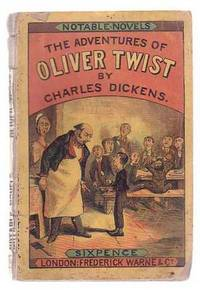 NOTABLE·NOVELS
THE ADVENTURES OF
OLIVER TWIST
BY
CHARLES DICKENS.
SIXPENCE
LONDON: FREDERICK WARNE & Co.